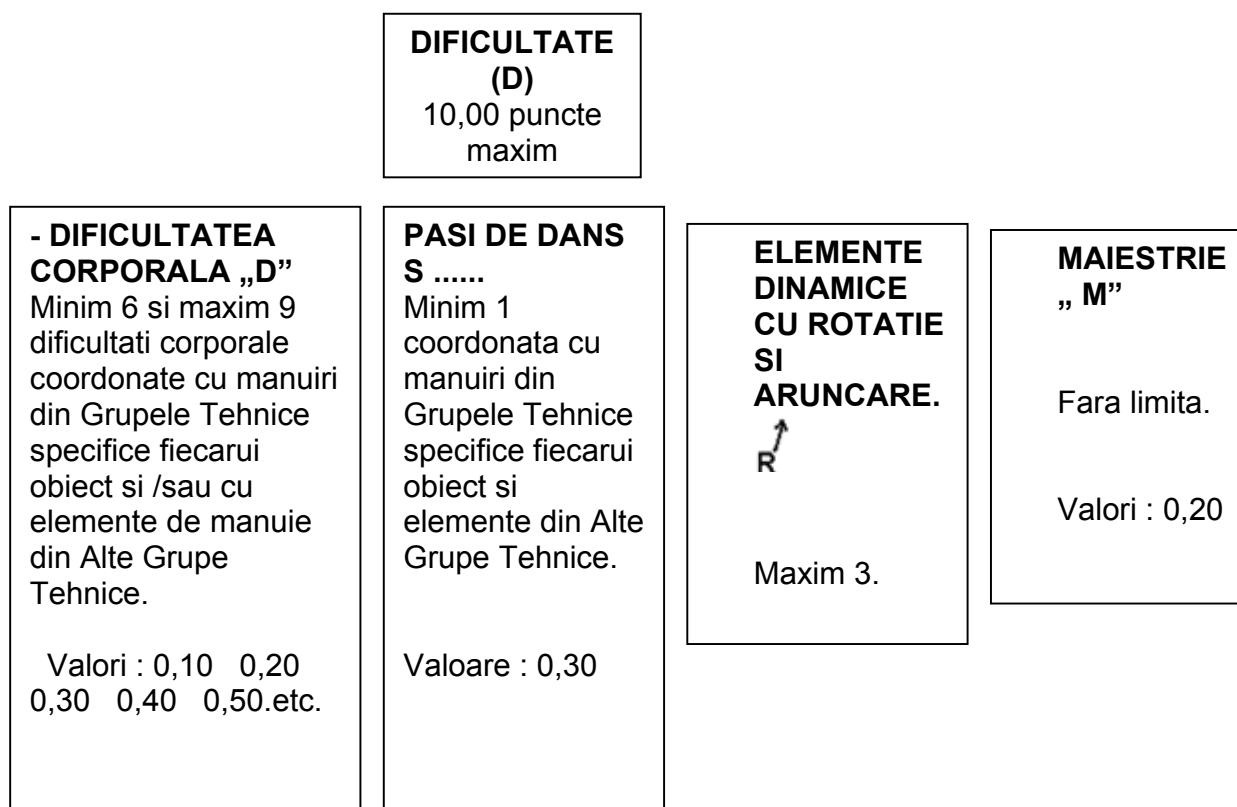 DIFICULTATE
(D)
10,00 puncte
maxim
- DIFICULTATEA
CORPORALA „D”
Minim 6 si maxim 9
dificultati corporale
coordonate cu manuiri
din Grupele Tehnice
specifice fiecarui
obiect si /sau cu
elemente de manuie
din Alte Grupe
Tehnice.
Valori : 0,10 0,20
0,30 0,40 0,50.etc.
PASI DE DANS
S ......
Minim 1
coordonata cu
manuiri din
Grupele Tehnice
specifice fiecarui
obiect si
elemente din Alte
Grupe Tehnice.
Valoare : 0,30
ELEMENTE
DINAMICE
CU ROTATIE
SI
ARUNCARE.
R
Maxim 3.
MAIESTRIE
„ M”
Fara limita.
Valori : 0,20